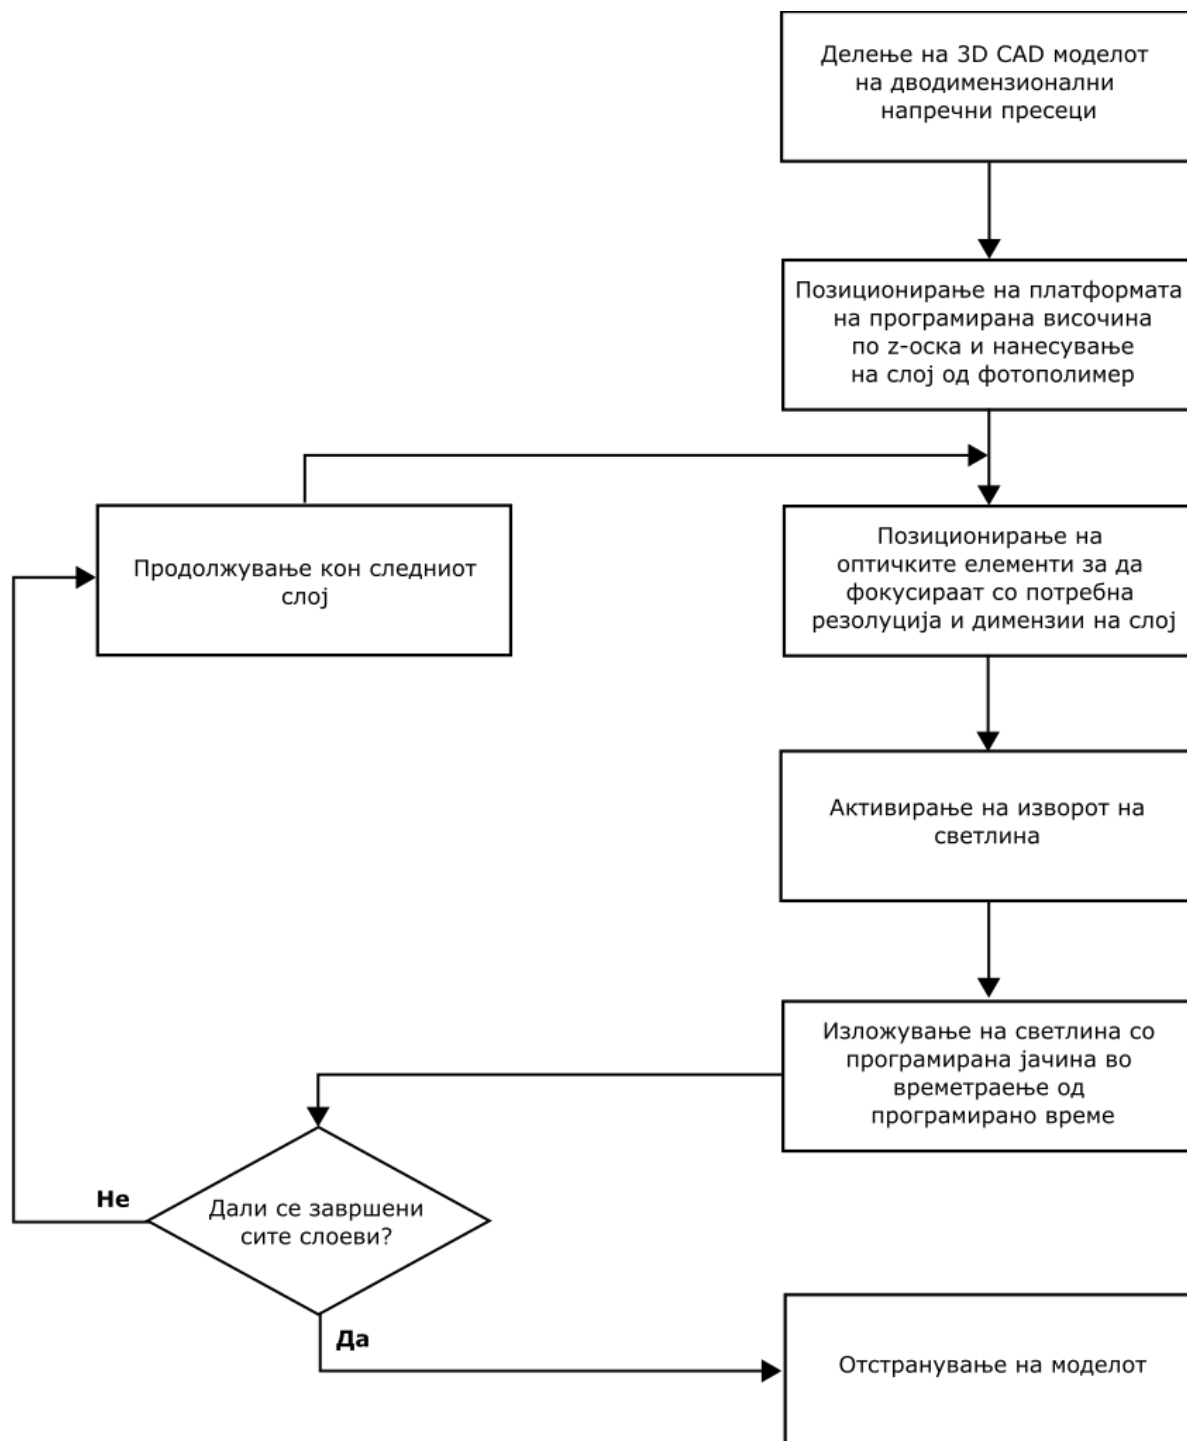 Делење на 3D CAD моделот
на дводимензионални
напречни пресеци
Позиционирање на платформата
на програмирана височина
по z-оска и нанесување
на слој од фотополимер
Продолжување кон следниот
слој
Позиционирање на
оптичките елементи за да
фокусираат со потребна
резолуција и димензии на слој
Активирање на изворот на
светлина
Изложување на светлина со
програмирана јачина во
времетраење од
програмирано време
Не
Дали се завршени
сите слоеви?
Да
Отстранување на моделот